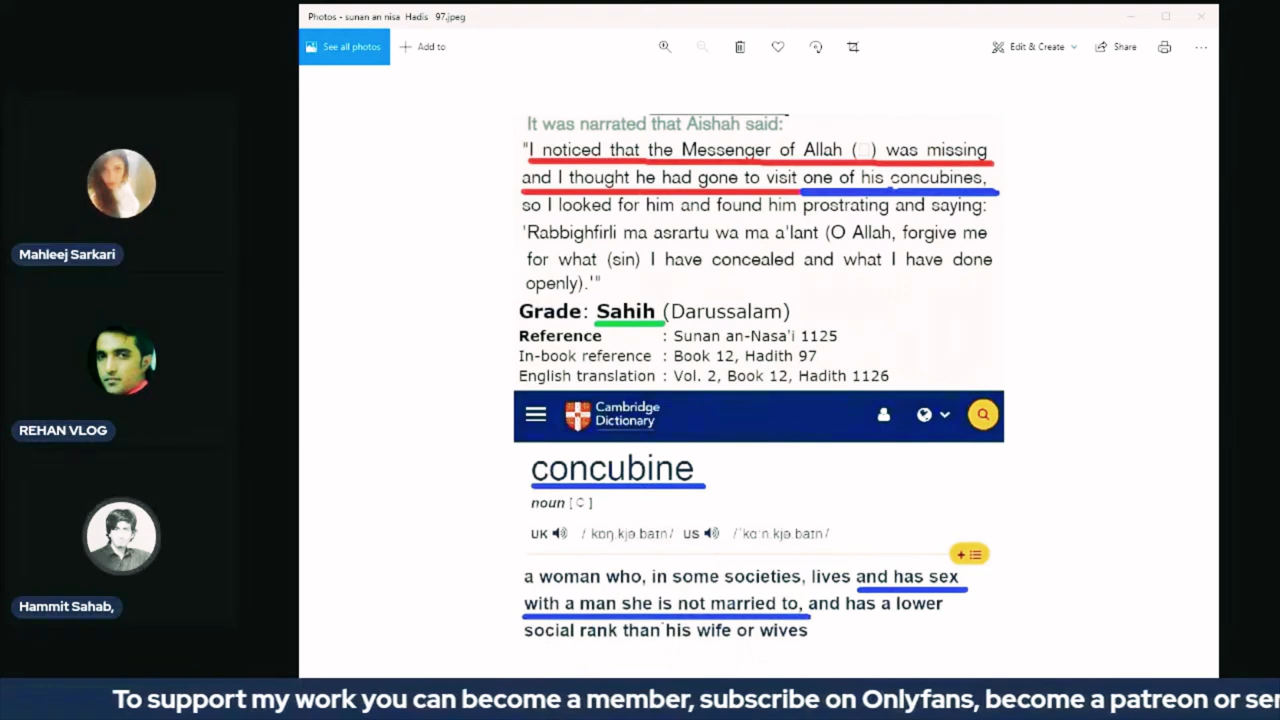 Photos - sunan an nisa Hadis 97.jpeg
See all photos
Add to
Edit & Create
Share
It was narrated that Aishah said:
"I noticed that the Messenger of Allah ( ) was missing
and I thought he had gone to visit one of his concubines,
so I looked for him and found him prostrating and saying:
'Rabbighfirli ma asrartu wa ma a'lant (O Allah, forgive me
for what (sin) I have concealed and what I have done
openly).'"
Grade: Sahih (Darussalam)
Reference : Sunan an-Nasa'i 1125
In-book reference : Book 12, Hadith 97
English translation : Vol. 2, Book 12, Hadith 1126
Cambridge
Dictionary
concubine
noun [ C ]
UK /ˈkɒŋ.kjə.baɪn/ US /ˈkɑːn.kjə.baɪn/
a woman who, in some societies, lives and has sex
with a man she is not married to, and has a lower
social rank than his wife or wives
Mahleej Sarkari
REHAN VLOG
Hammit Sahab,
To support my work you can become a member, subscribe on Onlyfans, become a patreon or se